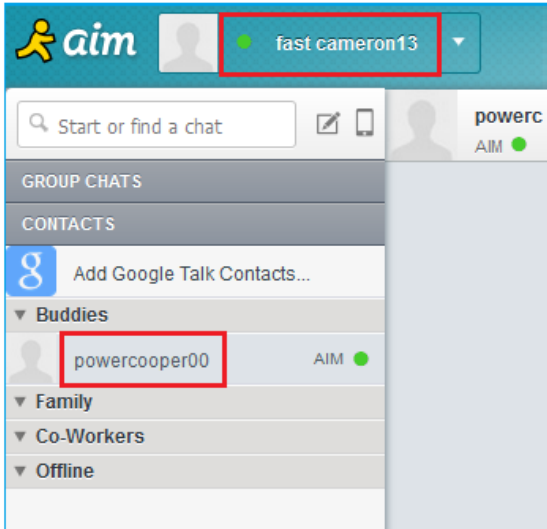 aim
fast cameron13
Start or find a chat
powerc
AIM
GROUP CHATS
CONTACTS
g Add Google Talk Contacts...
Buddies
powercooper00 AIM
Family
Co-Workers
Offline